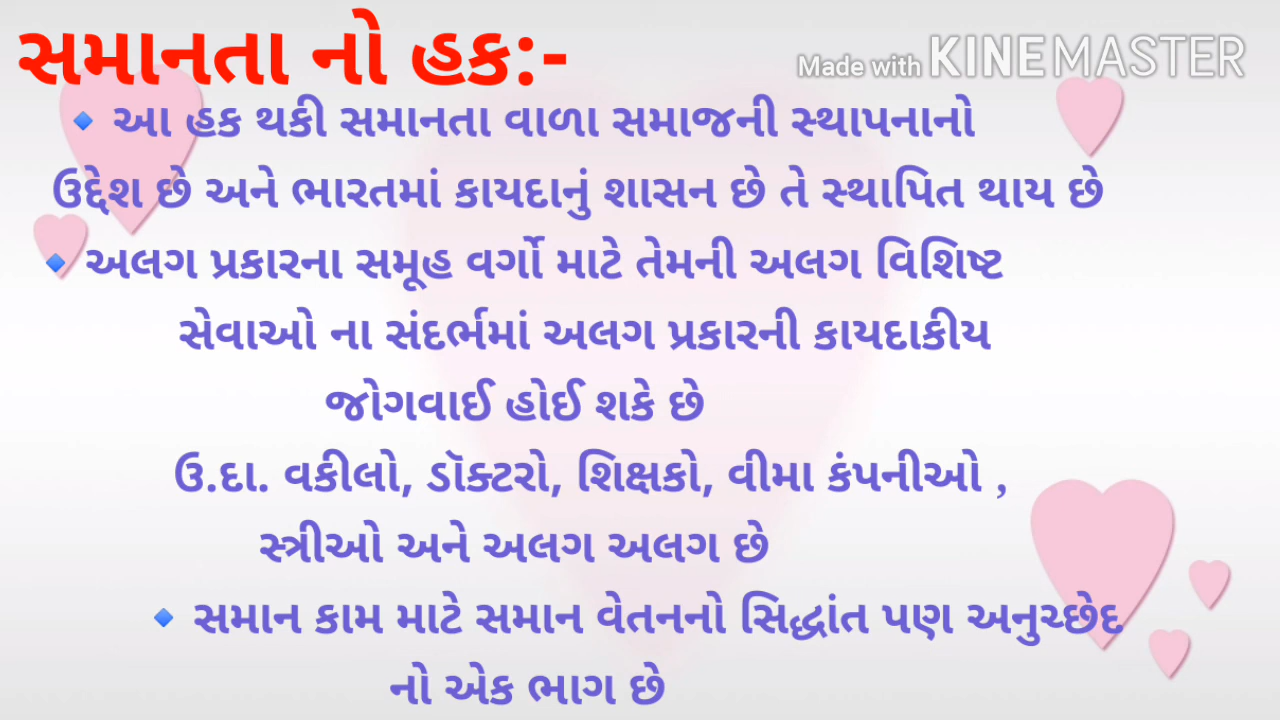 સમાનતા નો હક:-
Made with KINEMASTER
🔹આ હક થકી સમાનતા વાળા સમાજની સ્થાપનાનો
ઉદ્દેશ છે અને ભારતમાં કાયદાનું શાસન છે તે સ્થાપિત થાય છે
🔹અલગ પ્રકારના સમૂહ વર્ગો માટે તેમની અલગ વિશિષ્ટ
સેવાઓ ના સંદર્ભમાં અલગ પ્રકારની કાયદાકીય
જોગવાઈ હોઈ શકે છે
ઉ.દા. વકીલો, ડૉક્ટરો, શિક્ષકો, વીમા કંપનીઓ ,
સ્ત્રીઓ અને અલગ અલગ છે
🔹સમાન કામ માટે સમાન વેતનનો સિદ્ધાંત પણ અનુચ્છેદ
નો એક ભાગ છે